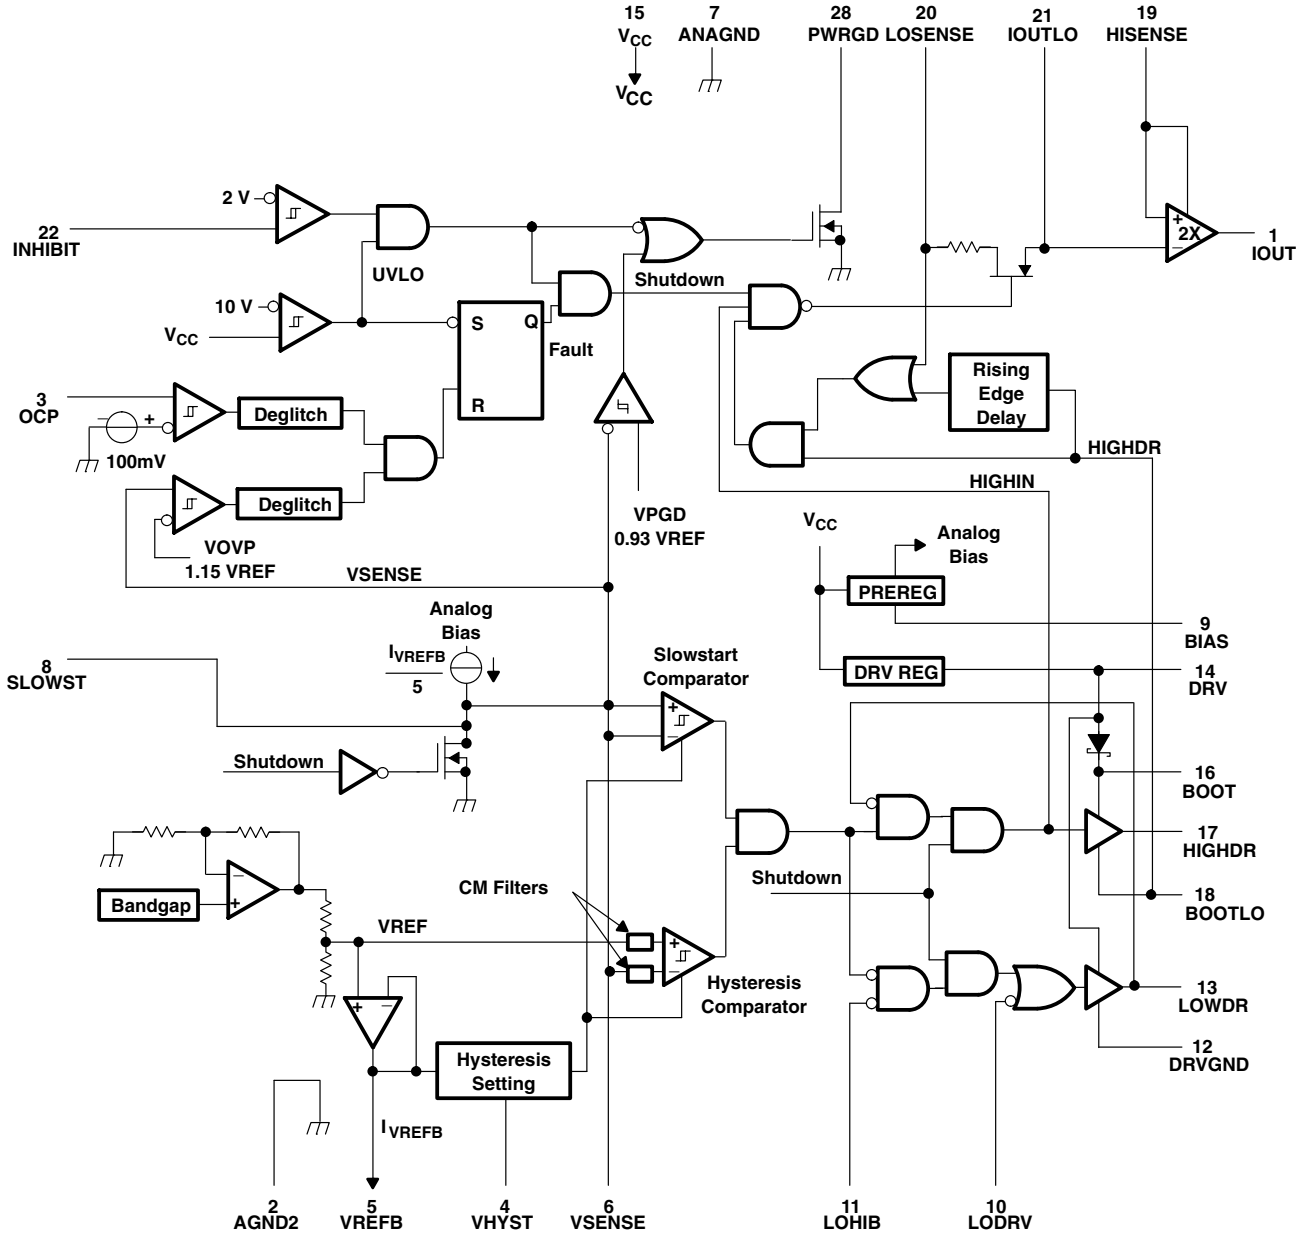 15
VCC
7
ANAGND
28
PWRGD
20
LOSENSE
21
IOUTLO
19
HISENSE
VCC
2 V
22
INHIBIT
UVLO
+
2X
−
1
IOUT
10 V
VCC
S
Q
R
Fault
Shutdown
Rising
Edge
Delay
3
OCP
−
+
100mV
Deglitch
Deglitch
HIGHDR
HIGHIN
VOVP
1.15 VREF
VPGD
0.93 VREF
VSENSE
VCC
Analog
Bias
PREREG
9
BIAS
Analog
Bias
IVREFB
5
8
SLOWST
Slowstart
Comparator
+
−
DRV REG
14
DRV
Shutdown
16
BOOT
17
HIGHDR
Shutdown
18
BOOTLO
−
+
Bandgap
CM Filters
VREF
+
−
Hysteresis
Comparator
+
−
13
LOWDR
12
DRVGND
Hysteresis
Setting
IVREFB
2
AGND2
5
VREFB
4
VHYST
6
VSENSE
11
LOHIB
10
LODRV